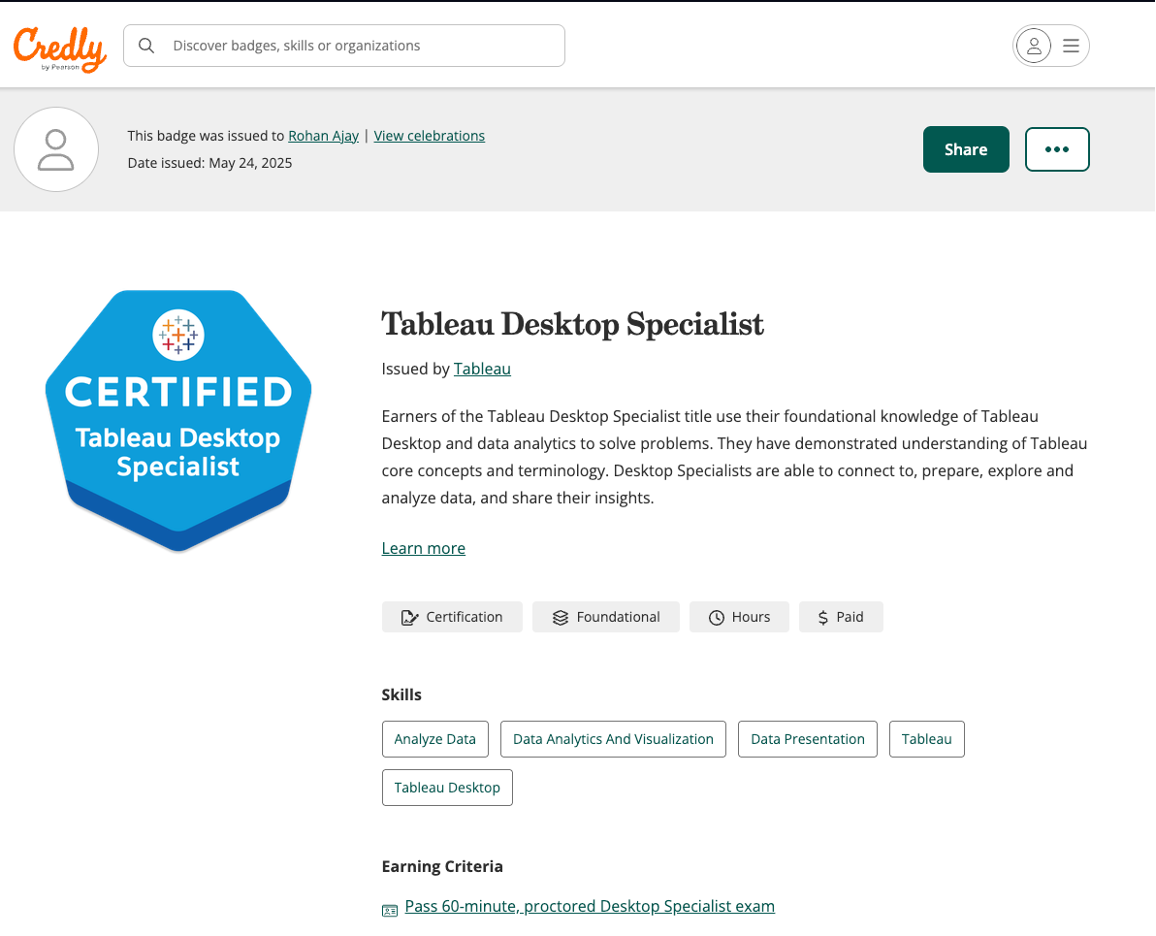 Credly
by Pearson
Discover badges, skills or organizations
This badge was issued to Rohan Ajay | View celebrations
Date issued: May 24, 2025
Share
CERTIFIED
Tableau Desktop
Specialist
Tableau Desktop Specialist
Issued by Tableau
Earners of the Tableau Desktop Specialist title use their foundational knowledge of Tableau
Desktop and data analytics to solve problems. They have demonstrated understanding of Tableau
core concepts and terminology. Desktop Specialists are able to connect to, prepare, explore and
analyze data, and share their insights.
Learn more
Certification Foundational Hours $ Paid
Skills
Analyze Data Data Analytics And Visualization Data Presentation Tableau
Tableau Desktop
Earning Criteria
Pass 60-minute, proctored Desktop Specialist exam